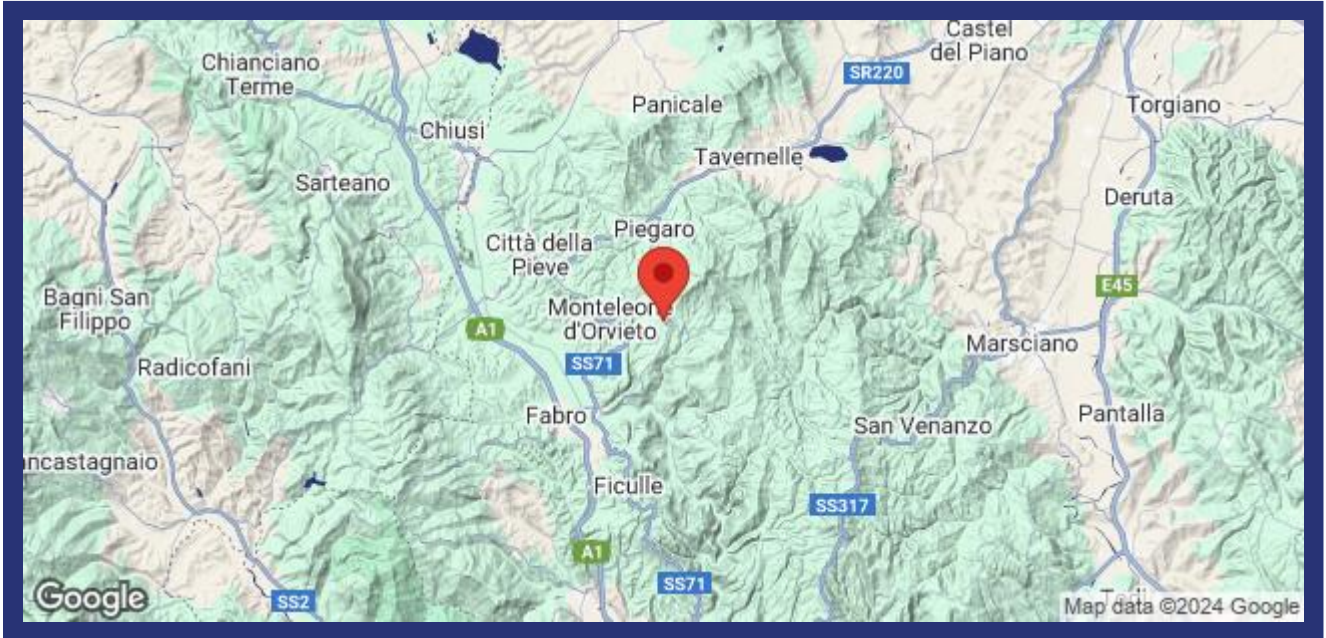 Castel
del Piano
Chianciano
Terme
SR220
Panicale
Torgiano
Chiusi
Tavernelle
Sarteano
Deruta
Piegaro
Città della
Pieve
E45
Bagni San
Filippo
Monteleone
d'Orvieto
A1
Marsciano
Radicofani
SS71
Fabro
Pantalla
San Venanzo
ncastagnaio
Ficulle
SS317
A1
SS71
Google
SS2
Todi
Map data ©2024 Google